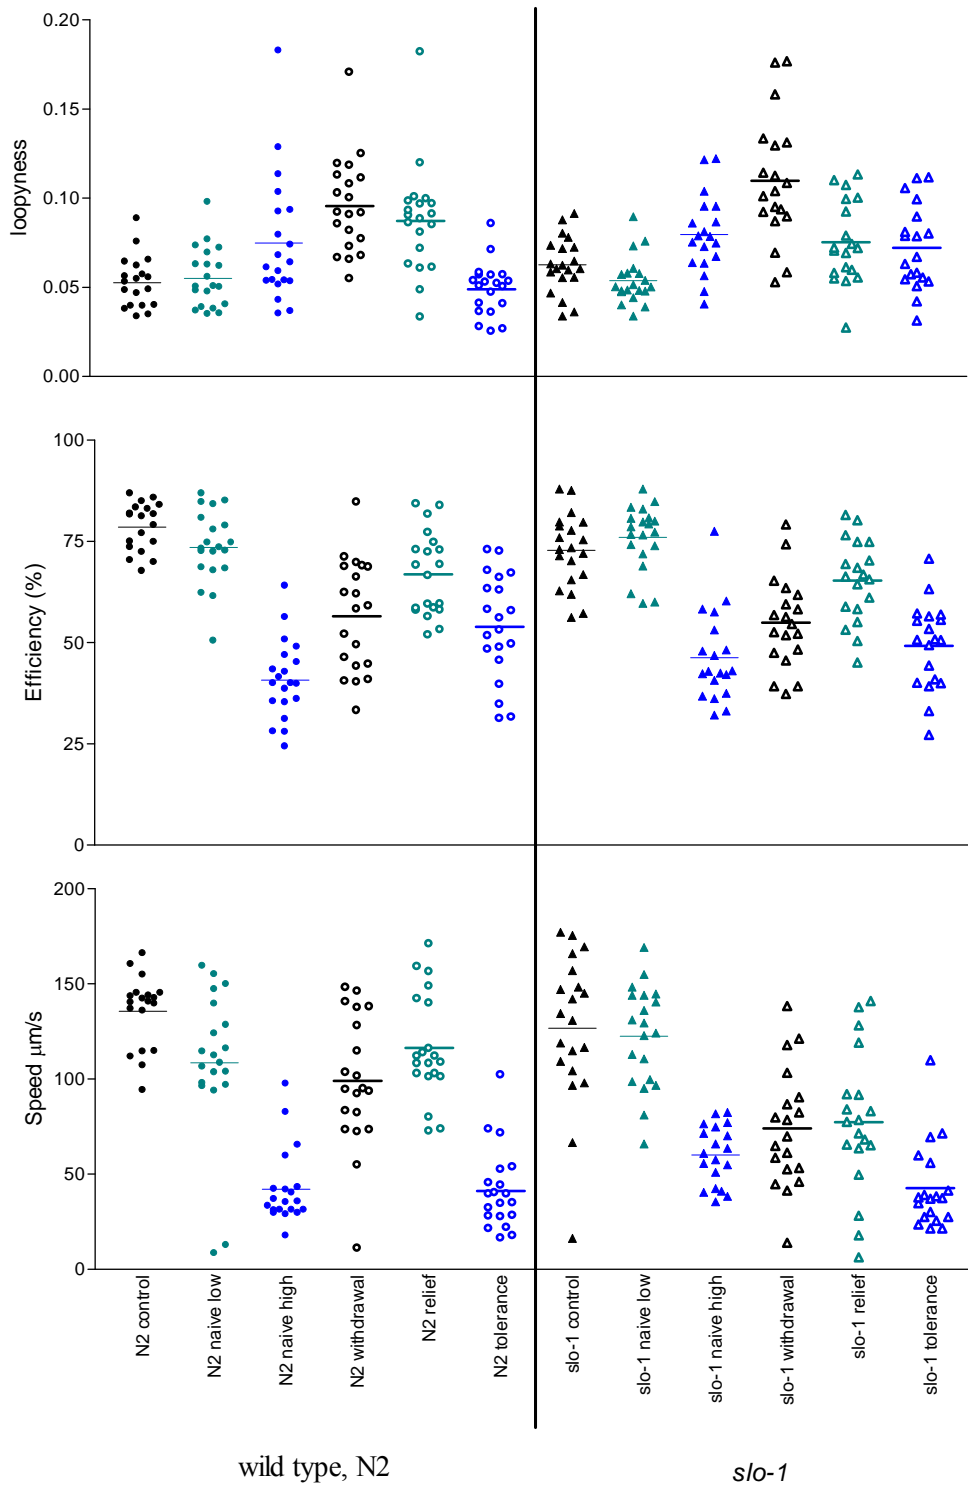 loopyness
0.20
0.15
0.10
0.05
0.00
Efficiency (%)
100
75
50
25
0
Speed μm/s
200
150
100
50
0
N2 control
N2 naive low
N2 naive high
N2 withdrawal
N2 relief
N2 tolerance
slo-1 control
slo-1 naive low
slo-1 naive high
slo-1 withdrawal
slo-1 relief
slo-1 tolerance
wild type, N2
slo-1